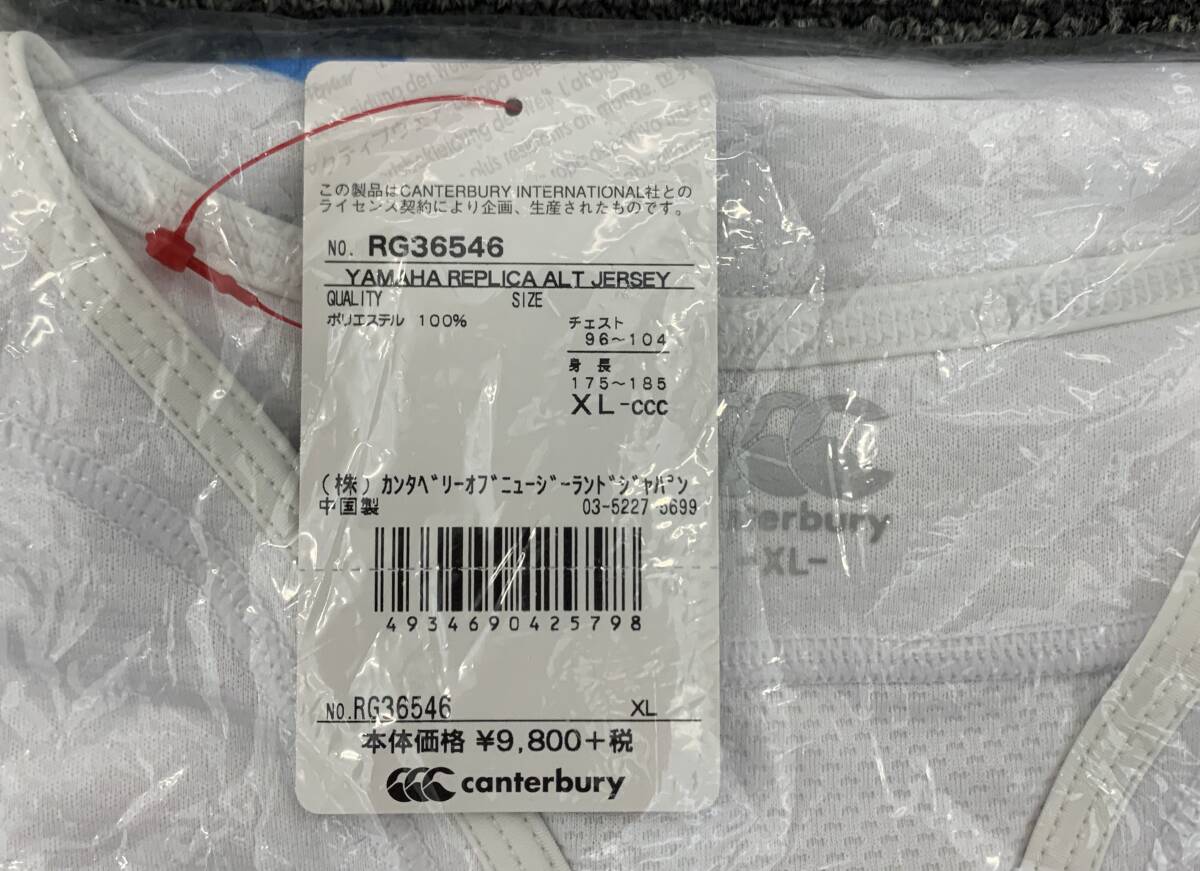 この製品はCANTERBURY INTERNATIONAL社との
ライセンス契約により企画、生産されたものです。
NO. RG36546
YAMAHA REPLICA ALT JERSEY
QUALITY SIZE
ポリエステル 100%
チェスト
96~104
身長
175~185
XL-ccc
(株)カンタベリーオブニュージーランドジャパン
中国製 03-5227 5699
4934690425798
NO.RG36546 XL
本体価格 ¥9,800+税
canterbury
canterbury
-XL-